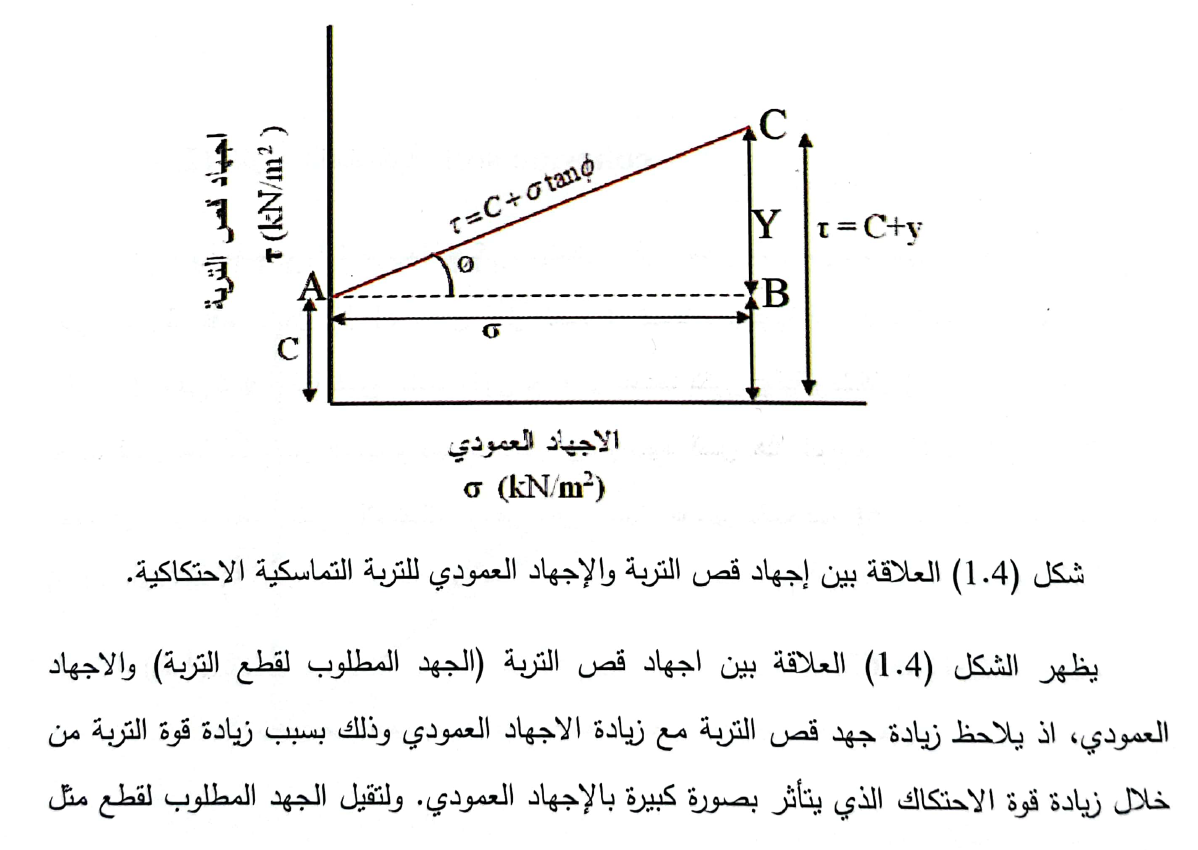 اجهاد قص التربة
τ (kN/m²)
C
τ=C+σ tanϕ
Y
τ = C+y
A
ø
B
σ
C
الاجهاد العمودي
σ (kN/m²)
شكل (1.4) العلاقة بين إجهاد قص التربة والإجهاد العمودي للتربة التماسكية الاحتكاكية.
يظهر الشكل (1.4) العلاقة بين اجهاد قص التربة (الجهد المطلوب لقطع التربة) والاجهاد
العمودي، اذ يلاحظ زيادة جهد قص التربة مع زيادة الاجهاد العمودي وذلك بسبب زيادة قوة التربة من
خلال زيادة قوة الاحتكاك الذي يتأثر بصورة كبيرة بالإجهاد العمودي. ولتقيل الجهد المطلوب لقطع مثل